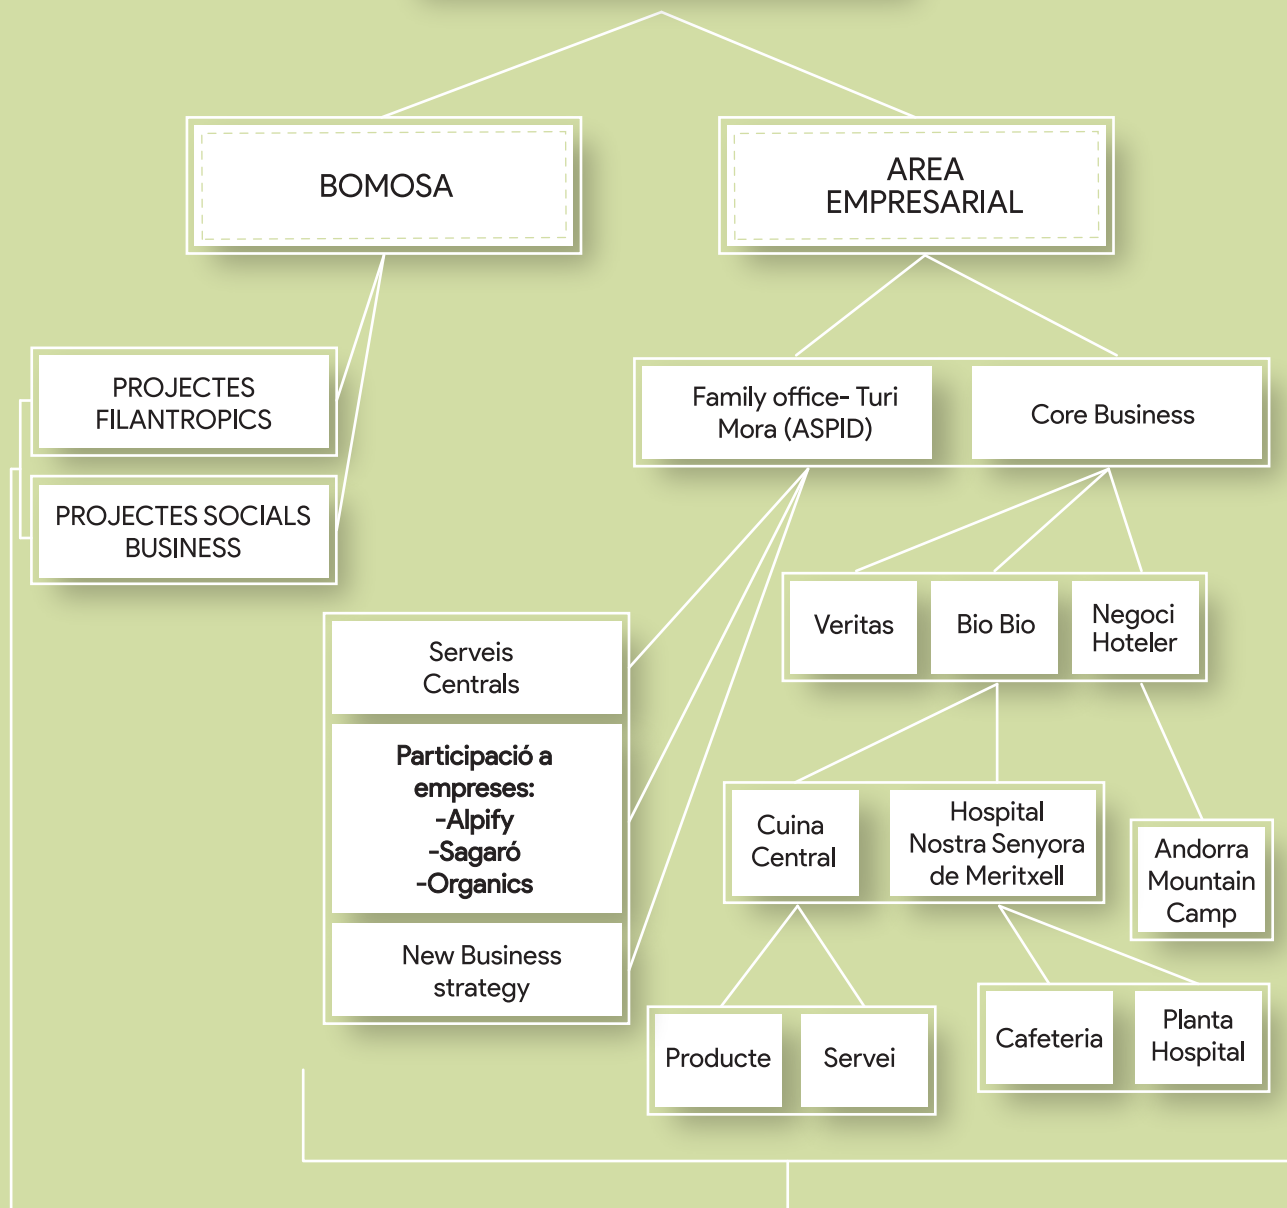 BOMOSA
AREA
EMPRESARIAL
PROJECTES
FILANTROPICS
PROJECTES SOCIALS
BUSINESS
Family office- Turi
Mora (ASPID)
Core Business
Veritas
Bio Bio
Negoci
Hoteler
Serveis
Centrals
Participació a
empreses:
-Alpify
-Sagaró
-Organics
New Business
strategy
Cuina
Central
Hospital
Nostra Senyora
de Meritxell
Andorra
Mountain
Camp
Producte
Servei
Cafeteria
Planta
Hospital